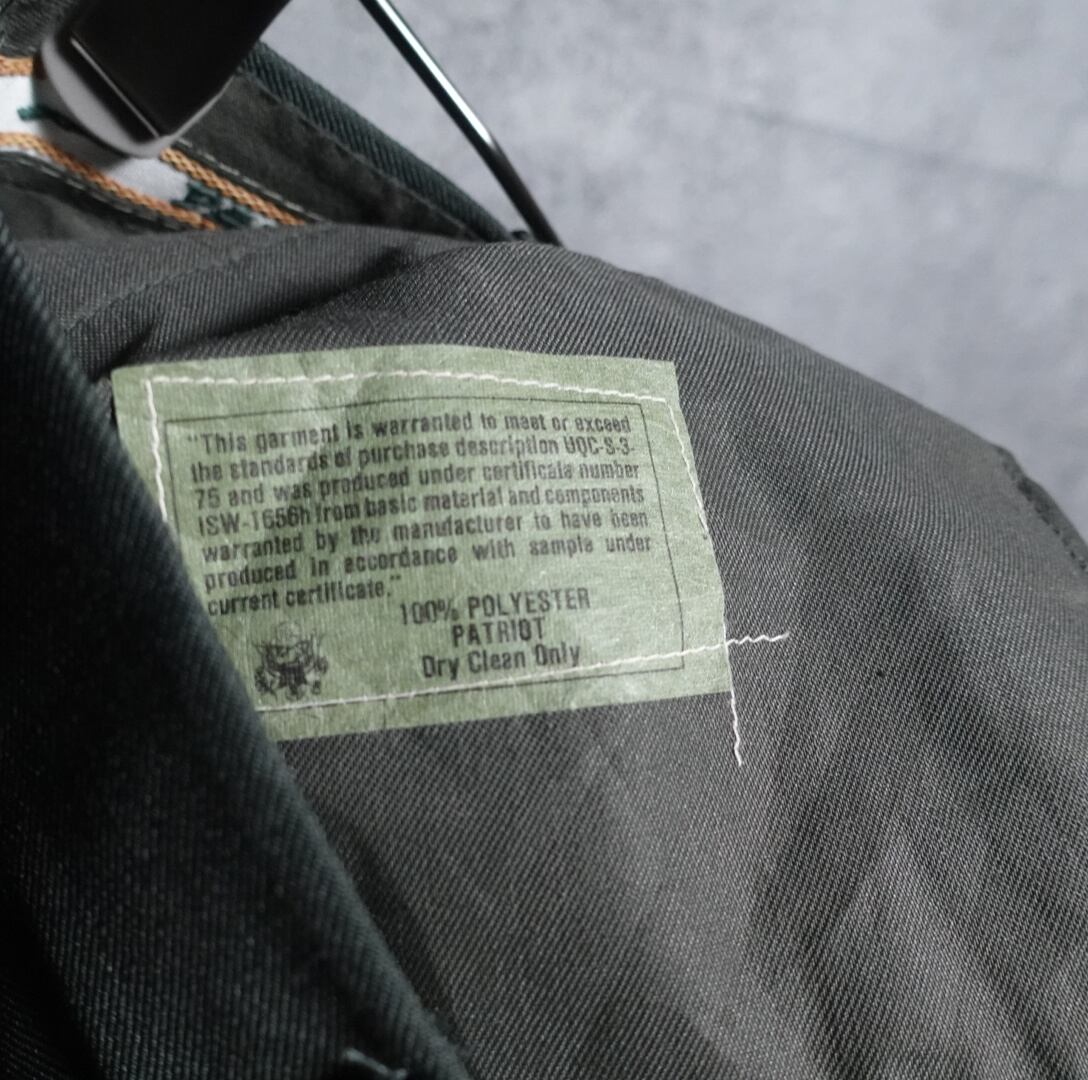 "This garment is warranted to meet or exceed
the standards of purchase description UQC-S-3-
75 and was produced under certificate number
ISW-1656h from basic material and components
warranted by the manufacturer to have been
produced in accordance with sample under
current certificate."
100% POLYESTER
PATRIOT
Dry Clean Only